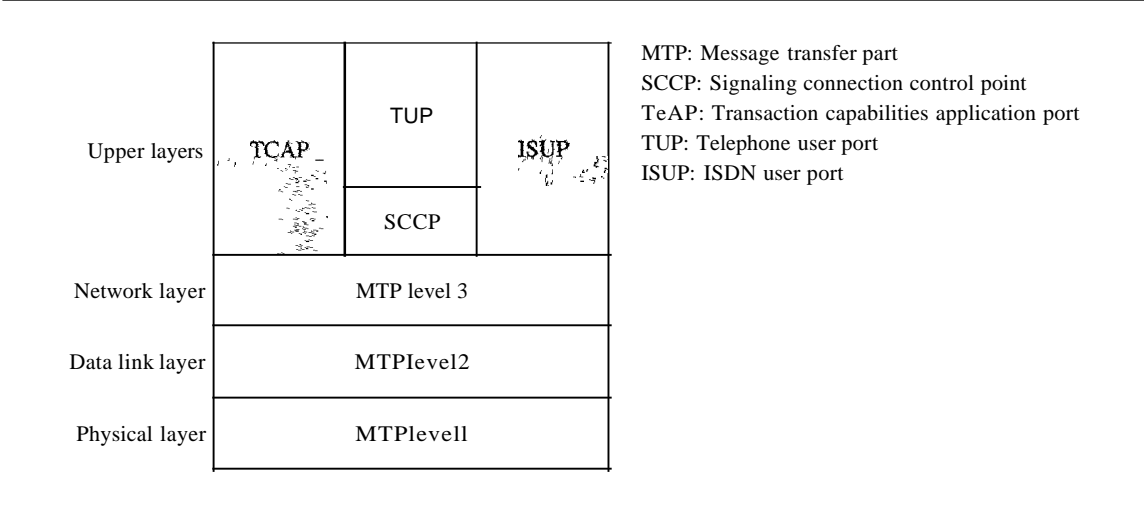 MTP: Message transfer part
SCCP: Signaling connection control point
TeAP: Transaction capabilities application port
TUP: Telephone user port
ISUP: ISDN user port
Upper layers
TCAP
TUP
ISUP
SCCP
Network layer
MTP level 3
Data link layer
MTPIevel2
Physical layer
MTPlevell